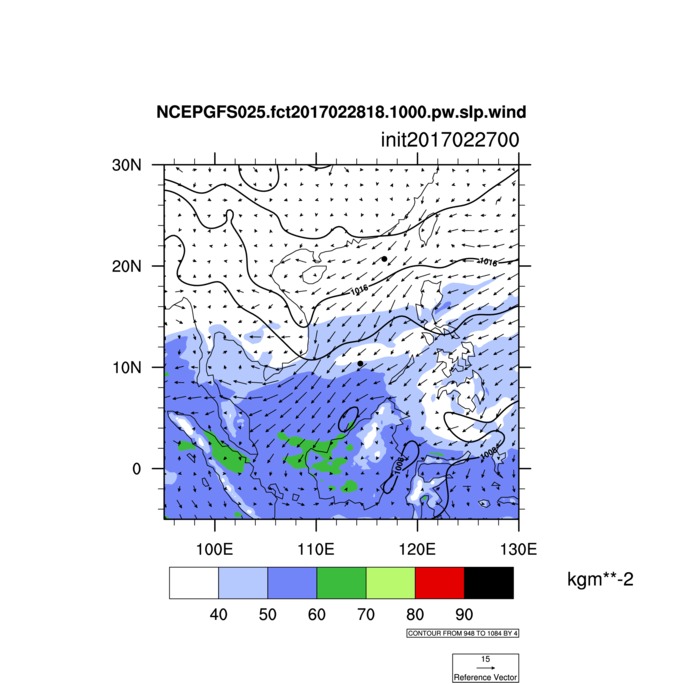 NCEPGFS025.fct2017022818.1000.pw.slp.wind
init2017022700
30N
20N
10N
0
1016
1016
1008
1008
100E 110E 120E 130E
40 50 60 70 80 90
kgm**-2
CONTOUR FROM 948 TO 1084 BY 4
15
Reference Vector